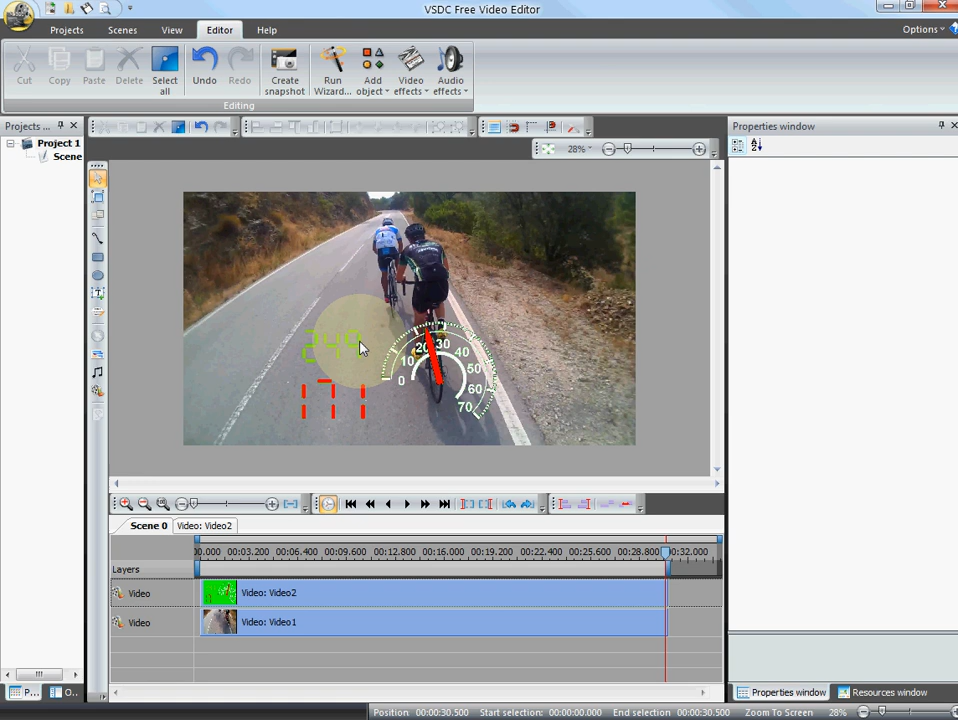 VSDC Free Video Editor
Projects Scenes View Editor Help Options
Cut Copy Paste Delete Select all Undo Redo Create snapshot Run Wizard... Add object Video effects Audio effects
Editing
Projects ... Properties window
Project 1
Scene
28%
249
20 30 40
10 50
0 60
70
171
Scene 0 Video: Video2
00:03.200 00:06.400 00:09.600 00:12.800 00:16.000 00:19.200 00:22.400 00:25.600 00:28.800 00:32.000
Layers
Video Video: Video2
Video Video: Video1
P... O... Properties window Resources window
Position 00:00:30.500 Start selection: 00:00:00.000 End selection: 00:00:30.500 Zoom To Screen 28%